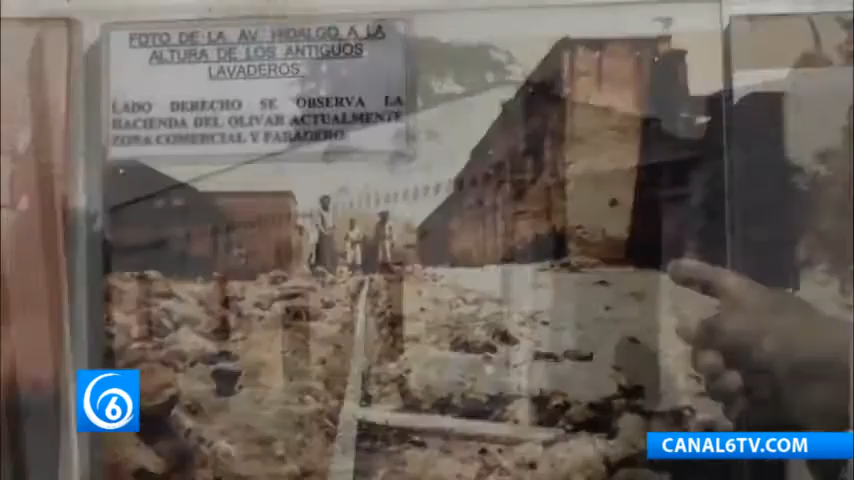 FOTO DE LA AV HIDALGO A LA
ALTURA DE LOS ANTIGUOS
LAVADEROS
LADO DERECHO SE OBSERVA LA
HACIENDA DEL OLIVAR ACTUALMENTE
ZONA COMERCIAL Y PARADERO
6
CANAL6TV.COM